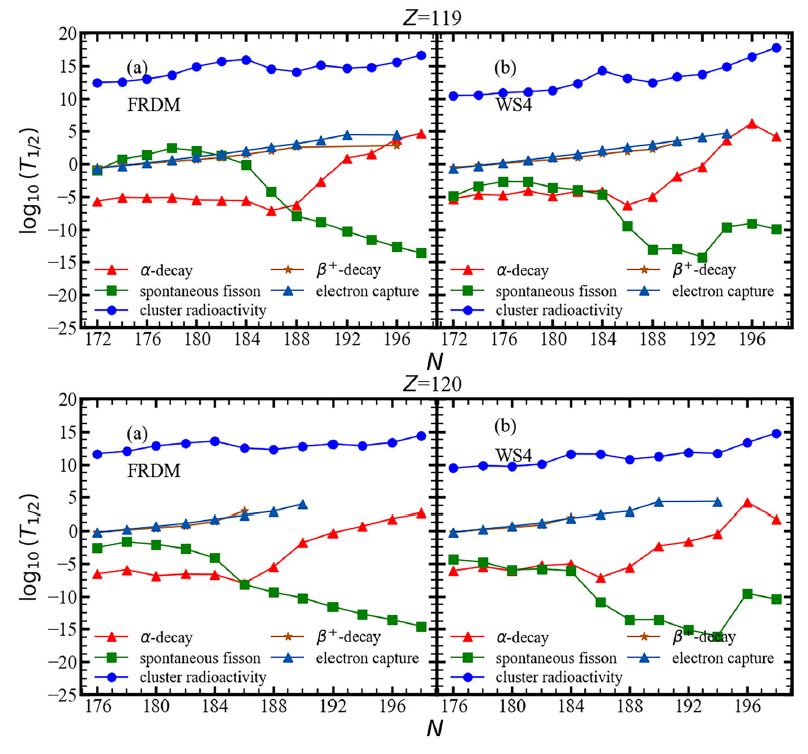 Z=119
20
15
10
5
0
−5
−10
−15
−20
−25
log10 (T1/2)
(a)
FRDM
α-decay
spontaneous fisson
cluster radioactivity
β+-decay
electron capture
(b)
WS4
α-decay
spontaneous fisson
cluster radioactivity
β+-decay
electron capture
172 176 180 184 188 192 196 172 176 180 184 188 192 196
N
Z=120
20
15
10
5
0
−5
−10
−15
−20
−25
log10 (T1/2)
(a)
FRDM
α-decay
spontaneous fisson
cluster radioactivity
β+-decay
electron capture
(b)
WS4
α-decay
spontaneous fisson
cluster radioactivity
β+-decay
electron capture
176 180 184 188 192 196 176 180 184 188 192 196
N